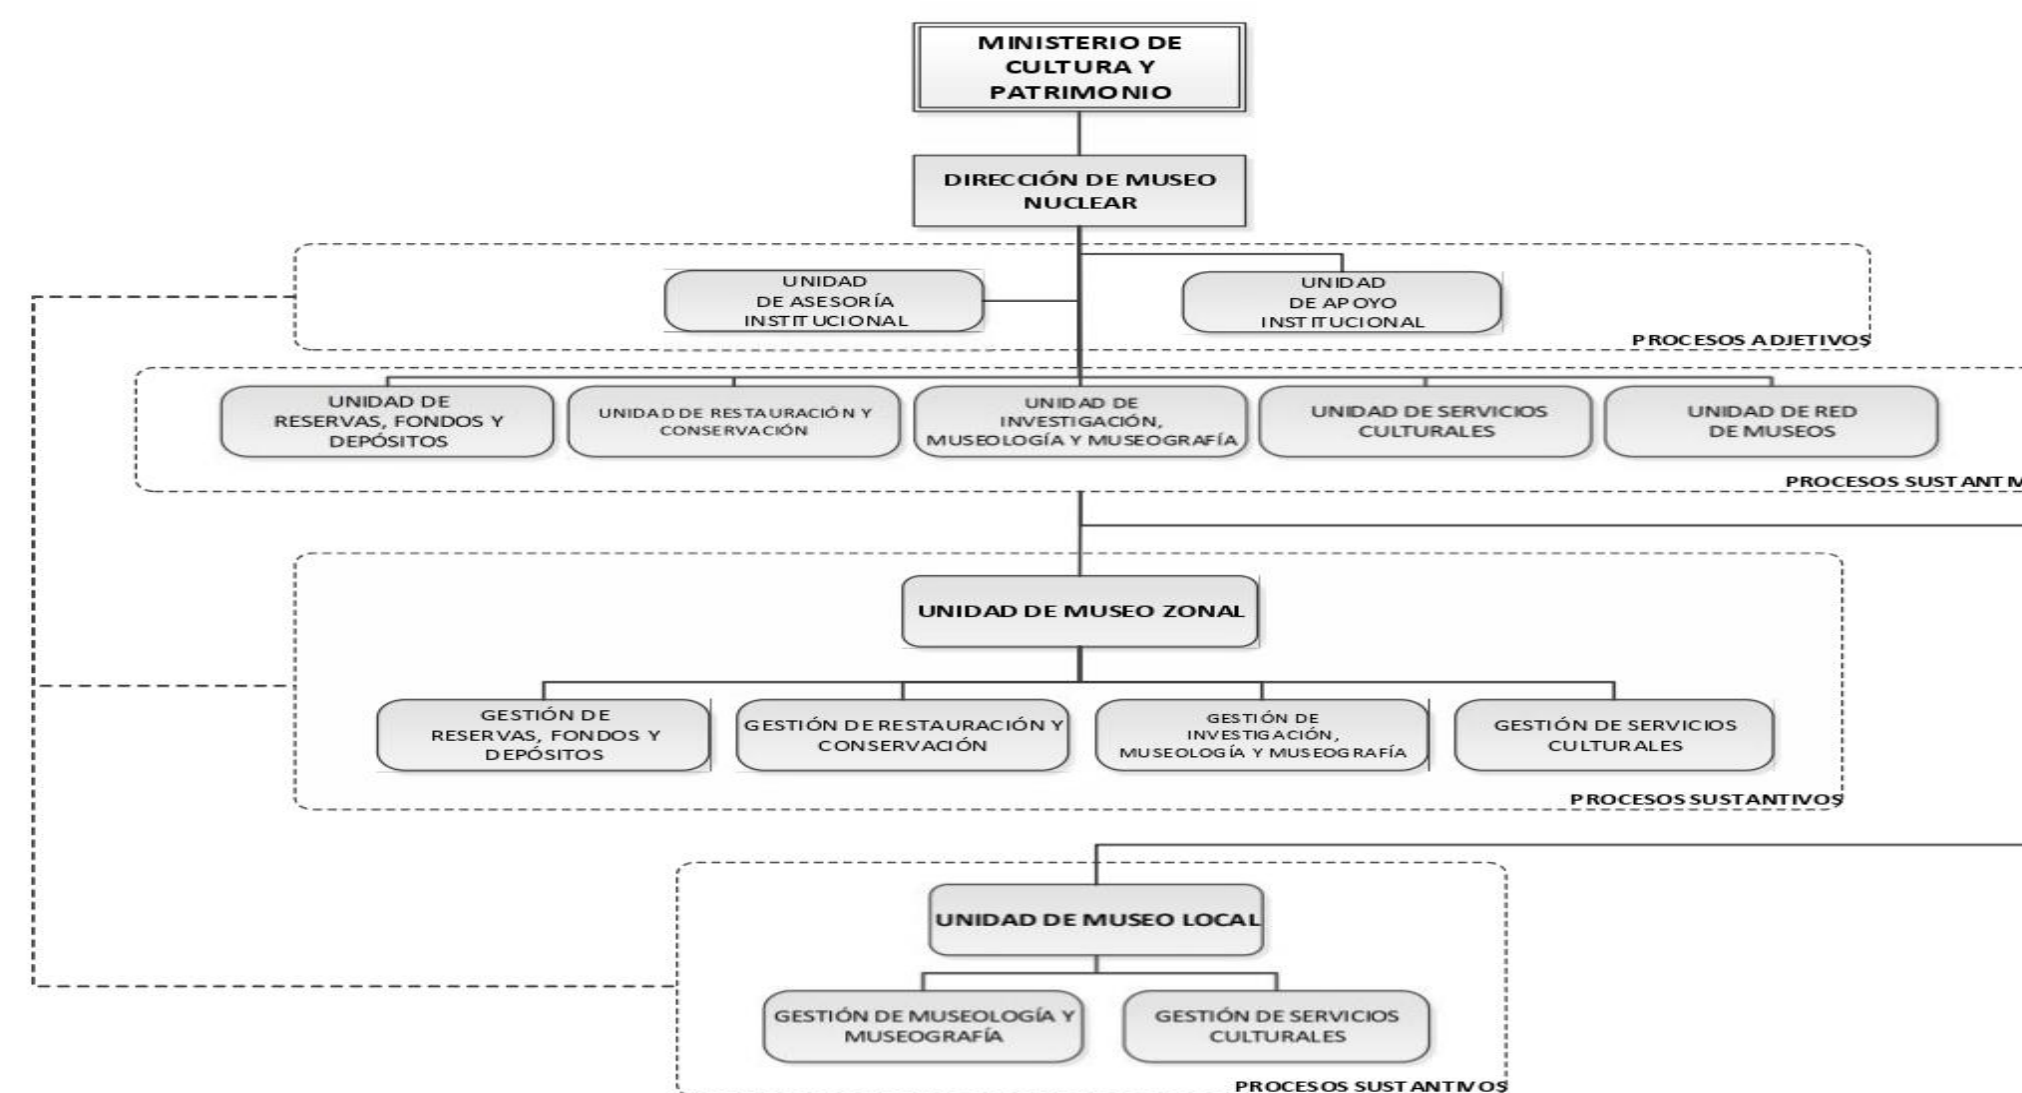 MINISTERIO DE
CULTURA Y
PATRIMONIO
DIRECCIÓN DE MUSEO
NUCLEAR
UNIDAD
DE ASESORÍA
INSTITUCIONAL
UNIDAD
DE APOYO
INSTITUCIONAL
PROCESOS ADJETIVOS
UNIDAD DE
RESERVAS, FONDOS Y
DEPÓSITOS
UNIDAD DE RESTAURACIÓN Y
CONSERVACIÓN
UNIDAD DE
INVESTIGACIÓN,
MUSEOLOGÍA Y MUSEOGRAFÍA
UNIDAD DE SERVICIOS
CULTURALES
UNIDAD DE RED
DE MUSEOS
PROCESOS
UNIDAD DE MUSEO ZONAL
GESTIÓN DE
RESERVAS, FONDOS Y
DEPÓSITOS
GESTIÓN DE RESTAURACIÓN Y
CONSERVACIÓN
GESTIÓN DE
INVESTIGACIÓN,
MUSEOLOGÍA Y MUSEOGRAFÍA
GESTIÓN DE SERVICIOS
CULTURALES
PROCESOS SUSTANTIVOS
UNIDAD DE MUSEO LOCAL
GESTIÓN DE MUSEOLOGÍA Y
MUSEOGRAFÍA
GESTIÓN DE SERVICIOS
CULTURALES
PROCESOS SUSTANTIVOS